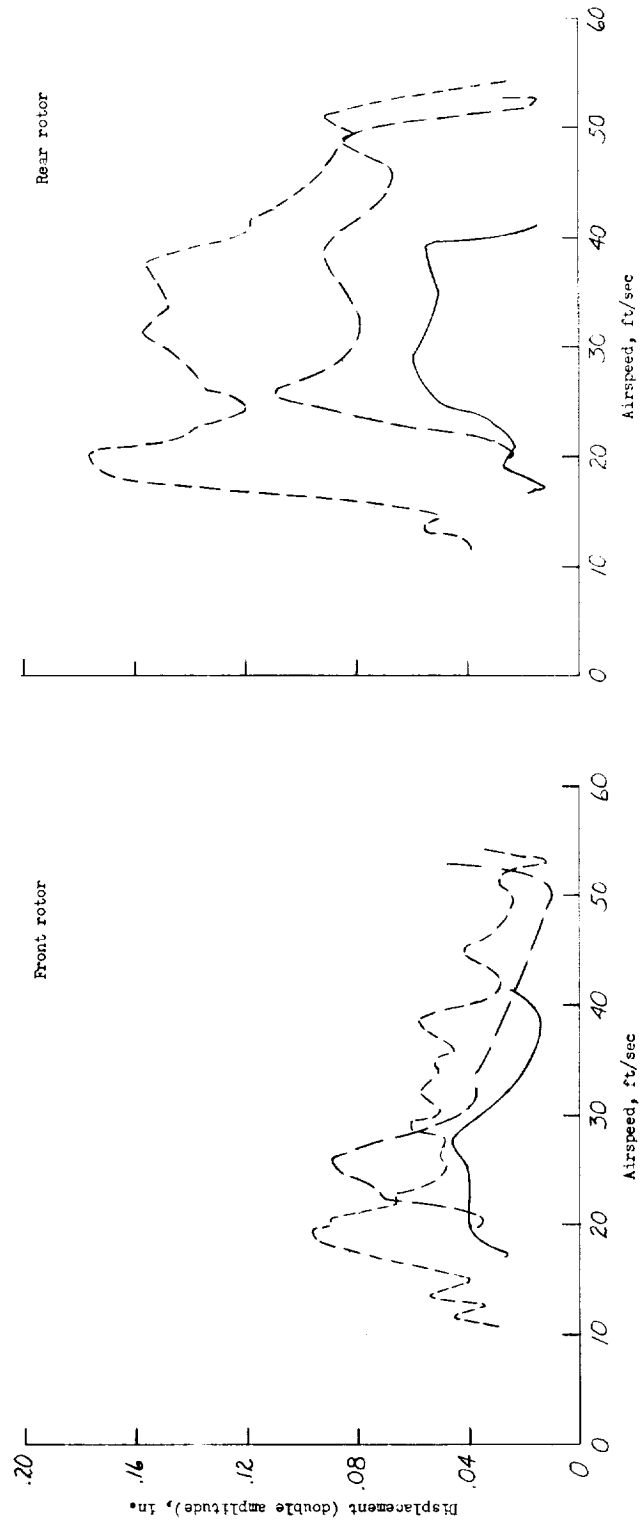 Front rotor
Rear rotor
Displacement (double amplitude), in.
.20
.16
.12
.08
.04
0
0 10 20 30 40 50 60
Airspeed, ft/sec
0 10 20 30 40 50 60
Airspeed, ft/sec